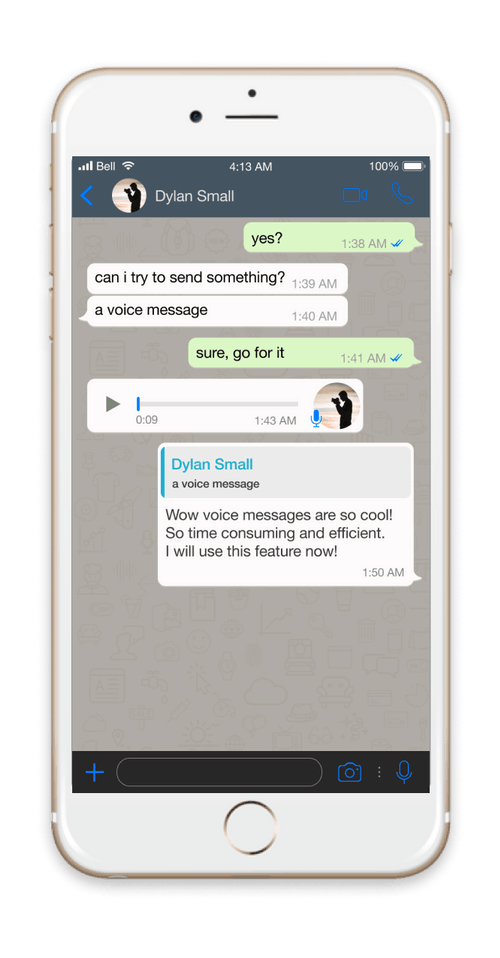 Bell 4:13 AM 100%
Dylan Small
yes? 1:38 AM
can i try to send something? 1:39 AM
a voice message 1:40 AM
sure, go for it 1:41 AM
0:09 1:43 AM
Dylan Small
a voice message
Wow voice messages are so cool!
So time consuming and efficient.
I will use this feature now!
1:50 AM